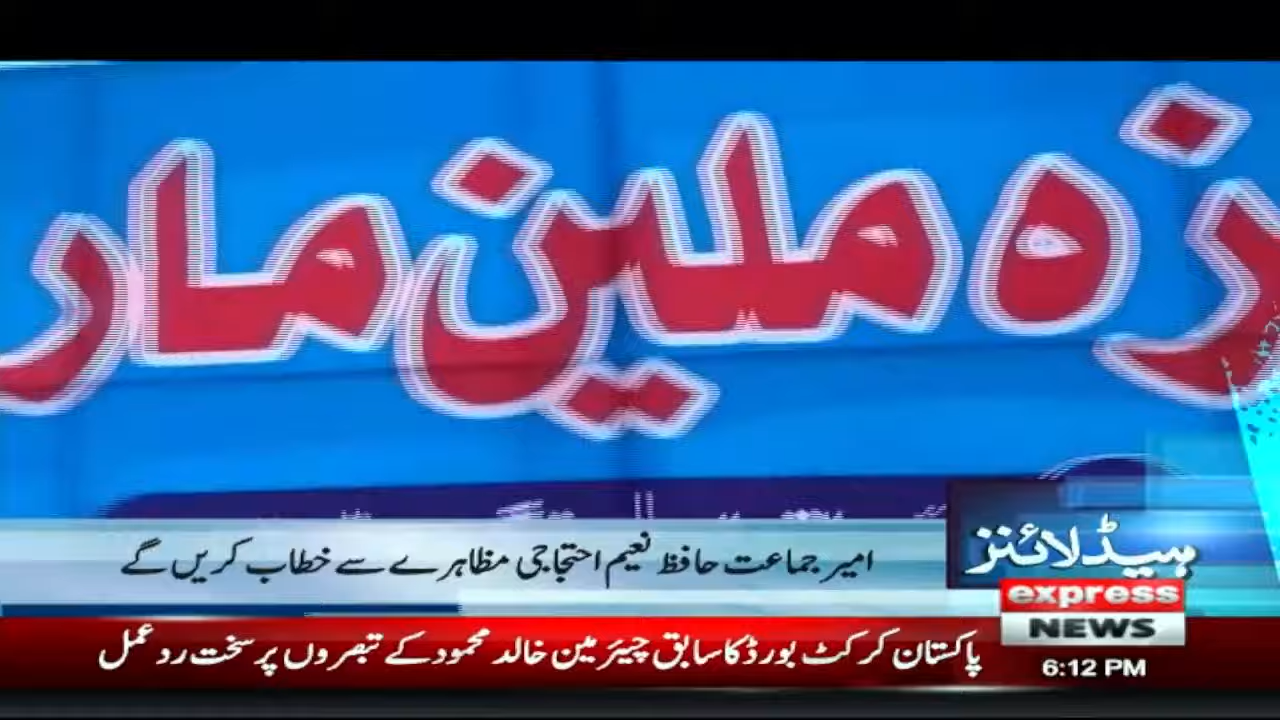 زہ ملین مار
امیر جماعت حافظ نعیم احتجاجی مظاہرے سے خطاب کریں گے
ہیڈلائنز
express
NEWS
پاکستان کرکٹ بورڈ کا سابق چیئرمین خالد محمود کے تبصروں پر سخت ردعمل
6:12 PM